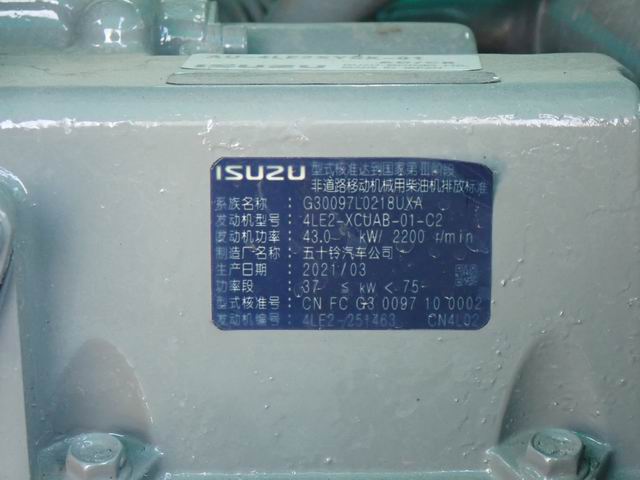 ISUZU
ISUZU 型式核准达到国家第Ⅲ阶段
非道路移动机械用柴油机排放标准
系族名称： G30097L0218UXA
发动机型号： 4LE2-XCUAB-01-C2
发动机功率： 43.0 kW/ 2200 r/min
制造厂名称： 五十铃汽车公司
生产日期： 2021/03
功率段： 37 ≤ kW < 75
型式核准号： CN FC G3 0097 10 0002
发动机编号： 4LE2-251463 CN4L02